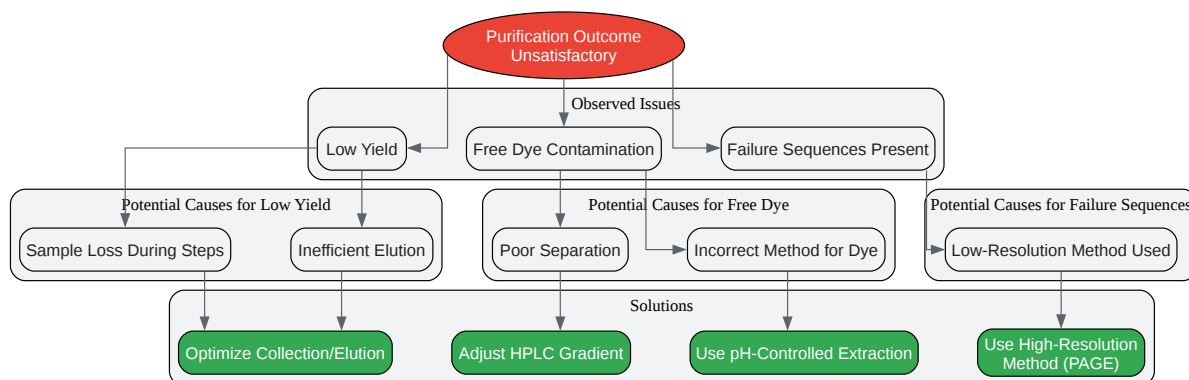 Purification Outcome
Unsatisfactory
Observed Issues
Low Yield
Free Dye Contamination
Failure Sequences Present
Potential Causes for Low Yield
Potential Causes for Free Dye
Potential Causes for Failure Sequences
Sample Loss During Steps
Inefficient Elution
Poor Separation
Incorrect Method for Dye
Low-Resolution Method Used
Solutions
Optimize Collection/Elution
Adjust HPLC Gradient
Use pH-Controlled Extraction
Use High-Resolution
Method (PAGE)